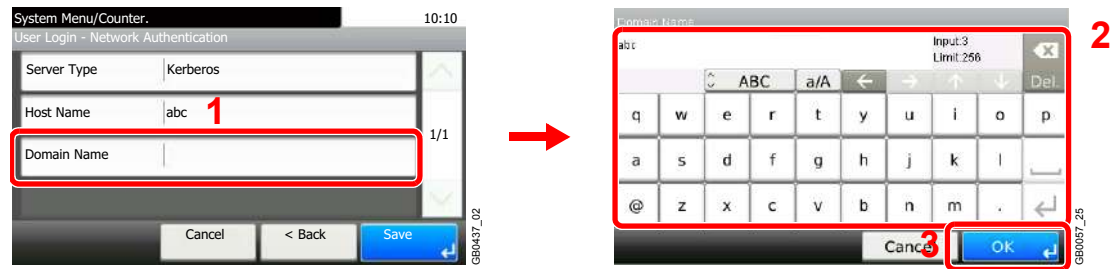 System Menu/Counter. 10:10
User Login - Network Authentication
Server Type Kerberos
Host Name abc 1
Domain Name
1/1
Cancel < Back Save
GB0437_02
Domain Name
2
abc Input:3
Limit:256
ABC a/A ← → ↑ ↓ Del.
q w e r t y u i o p
a s d f g h j k l
@ z x c v b n m .
Cancel 3 OK
GB0057_25